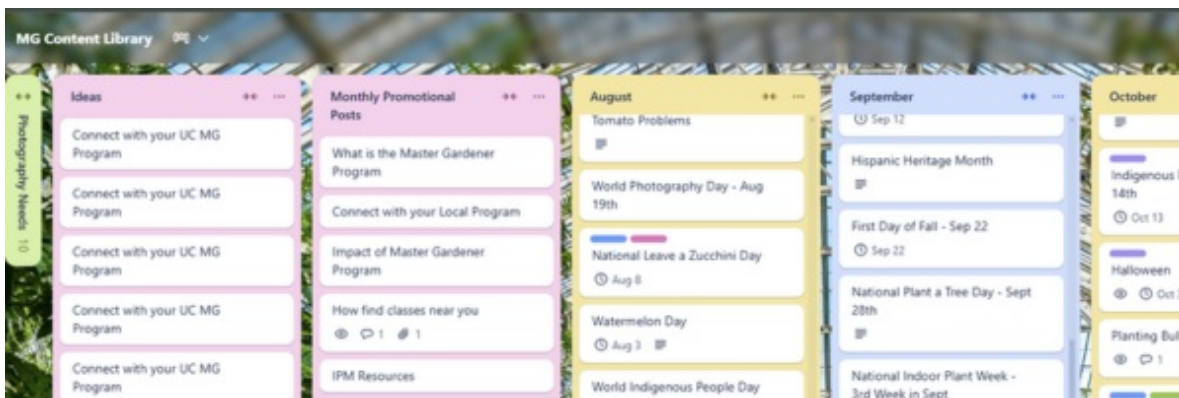 MG Content Library
Photography Needs 10
Ideas
Connect with your UC MG
Program
Connect with your UC MG
Program
Connect with your UC MG
Program
Connect with your UC MG
Program
Connect with your UC MG
Program
Monthly Promotional
Posts
What is the Master Gardener
Program
Connect with your Local Program
Impact of Master Gardener
Program
How find classes near you
1 1
IPM Resources
August
Tomato Problems
World Photography Day - Aug
19th
National Leave a Zucchini Day
Aug 8
Watermelon Day
Aug 3
World Indigenous People Day
September
Sep 12
Hispanic Heritage Month
First Day of Fall - Sep 22
Sep 22
National Plant a Tree Day - Sept
28th
National Indoor Plant Week -
3rd Week in Sept
October
Indigenous
14th
Oct 13
Halloween
Oct
Planting
1